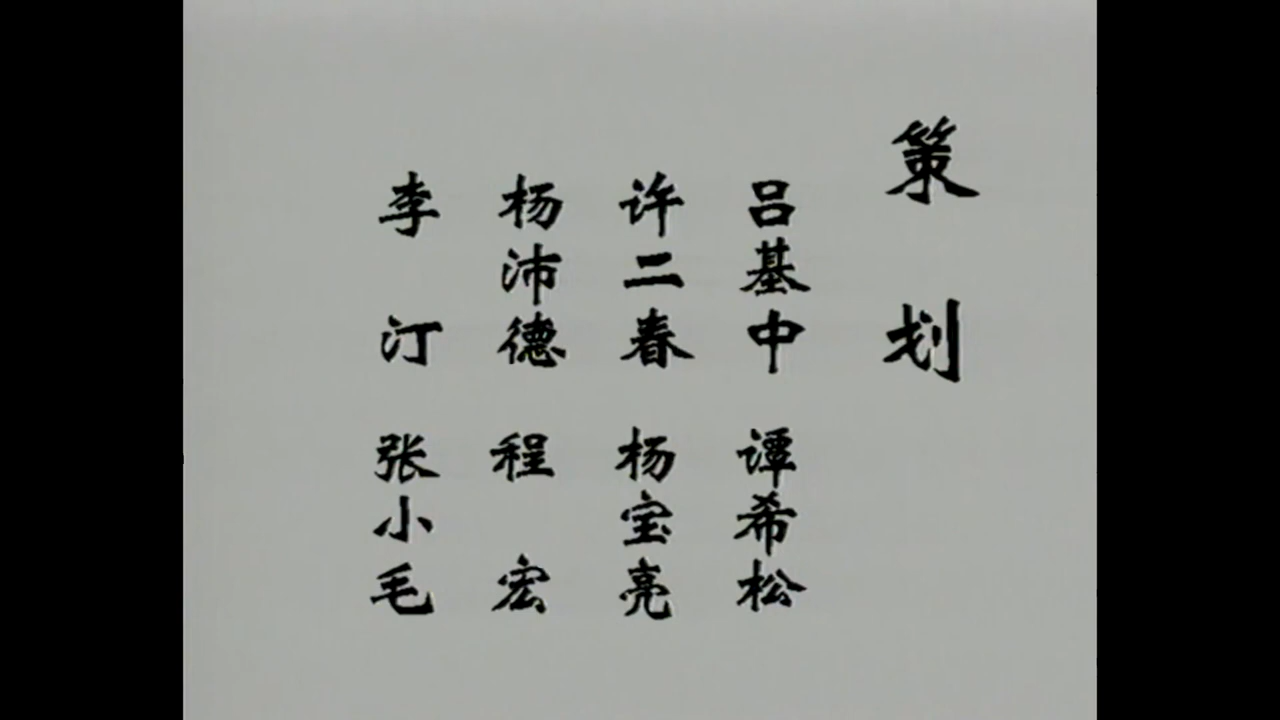 策划
吕基中 谭希松
许二春 杨宝亮
杨沛德 程宏
李汀 张小毛